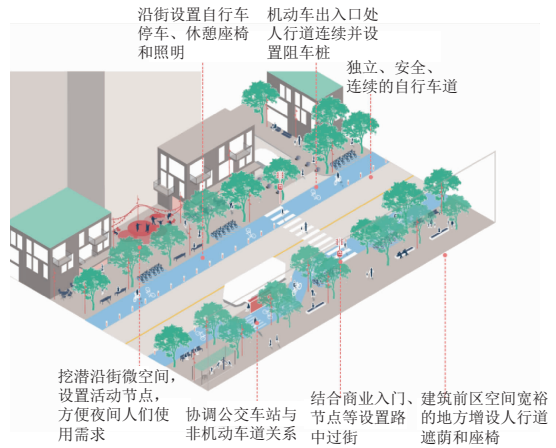 沿街设置自行车
停车、休憩座椅
和照明
机动车出入口处
人行道连续并设
置阻车桩
独立、安全、
连续的自行车道
挖潜沿街微空间，
设置活动节点，
方便夜间人们使
用需求
协调公交车站与
非机动车道关系
结合商业入门、
节点等设置路
中过街
建筑前区空间宽裕
的地方增设人行道
遮荫和座椅